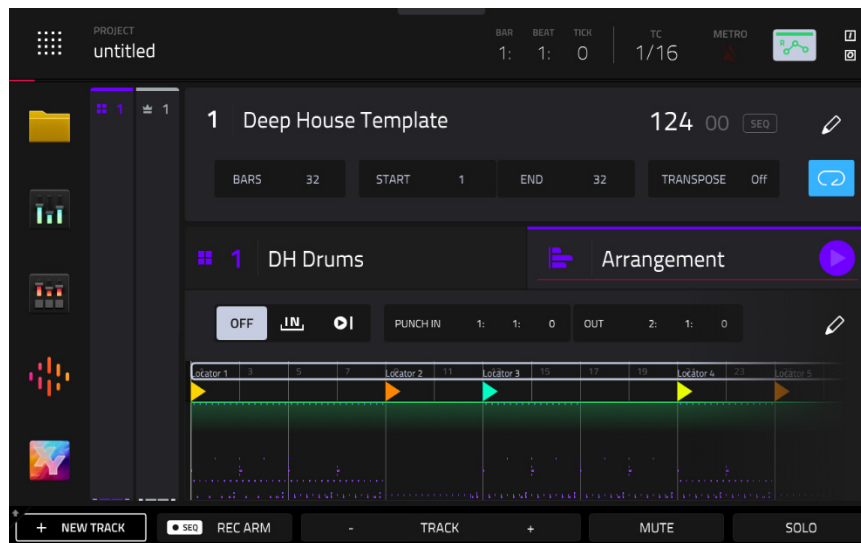 PROJECT
untitled
BAR BEAT TICK
1: 1: 0
TC
1/16
METRO
1
1
1 Deep House Template
124 00 SEQ
BARS 32 START 1 END 32 TRANSPOSE Off
1 DH Drums
Arrangement
OFF IN PUNCH IN 1: 1: 0 OUT 2: 1: 0
Locator 1 3 5 7 Locator 2 11 Locator 3 15 17 19 Locator 4 23 Locator 5
XY
+ NEW TRACK SEQ REC ARM - TRACK + MUTE SOLO